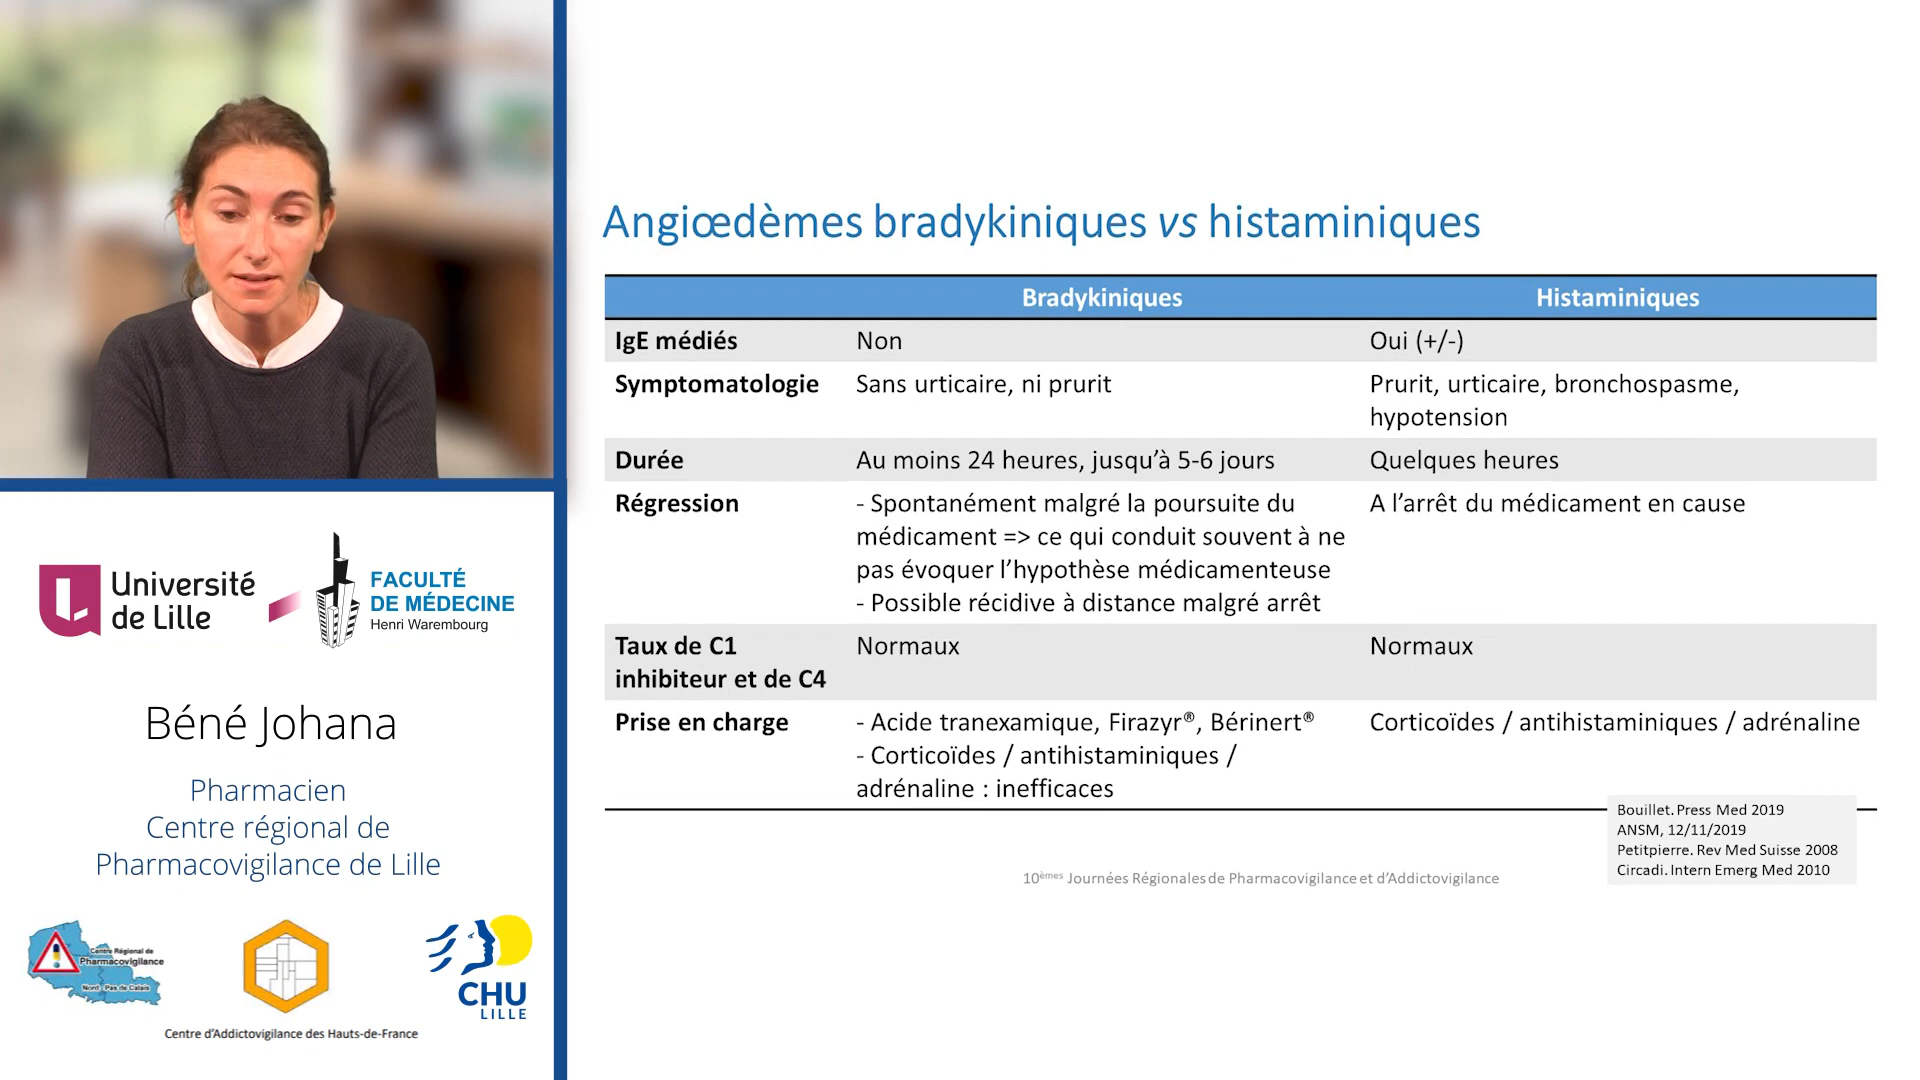 Angiœdèmes bradykiniques vs histaminiques
Bradykiniques
Histaminiques
IgE médiés
Non
Oui (+/-)
Symptomatologie
Sans urticaire, ni prurit
Prurit, urticaire, bronchospasme,
hypotension
Durée
Au moins 24 heures, jusqu’à 5-6 jours
Quelques heures
Régression
- Spontanément malgré la poursuite du
médicament => ce qui conduit souvent à ne
pas évoquer l’hypothèse médicamenteuse
- Possible récidive à distance malgré arrêt
A l’arrêt du médicament en cause
Taux de C1
inhibiteur et de C4
Normaux
Normaux
Prise en charge
- Acide tranexamique, Firazyr®, Bérinert®
- Corticoïdes / antihistaminiques /
adrénaline : inefficaces
Corticoïdes / antihistaminiques / adrénaline
Bouillet. Press Med 2019
ANSM, 12/11/2019
Petitpierre. Rev Med Suisse 2008
Circadi. Intern Emerg Med 2010
10èmes Journées Régionales de Pharmacovigilance et d’Addictovigilance
Université
de Lille
FACULTÉ
DE MÉDECINE
Henri Warembourg
Béné Johana
Pharmacien
Centre régional de
Pharmacovigilance de Lille
Centre Régional de
Pharmacovigilance
Nord - Pas de Calais
CHU
LILLE
Centre d’Addictovigilance des Hauts-de-France